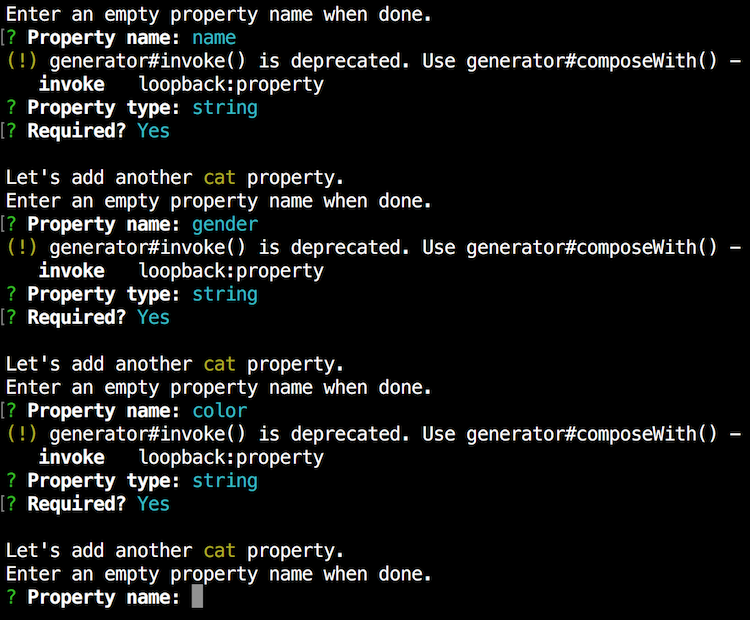 Enter an empty property name when done.
[? Property name: name
(!) generator#invoke() is deprecated. Use generator#composeWith() –
invoke   loopback:property
? Property type: string
[? Required? Yes
Let's add another cat property.
Enter an empty property name when done.
[? Property name: gender
(!) generator#invoke() is deprecated. Use generator#composeWith() –
invoke   loopback:property
? Property type: string
[? Required? Yes
Let's add another cat property.
Enter an empty property name when done.
[? Property name: color
(!) generator#invoke() is deprecated. Use generator#composeWith() –
invoke   loopback:property
? Property type: string
[? Required? Yes
Let's add another cat property.
Enter an empty property name when done.
? Property name: